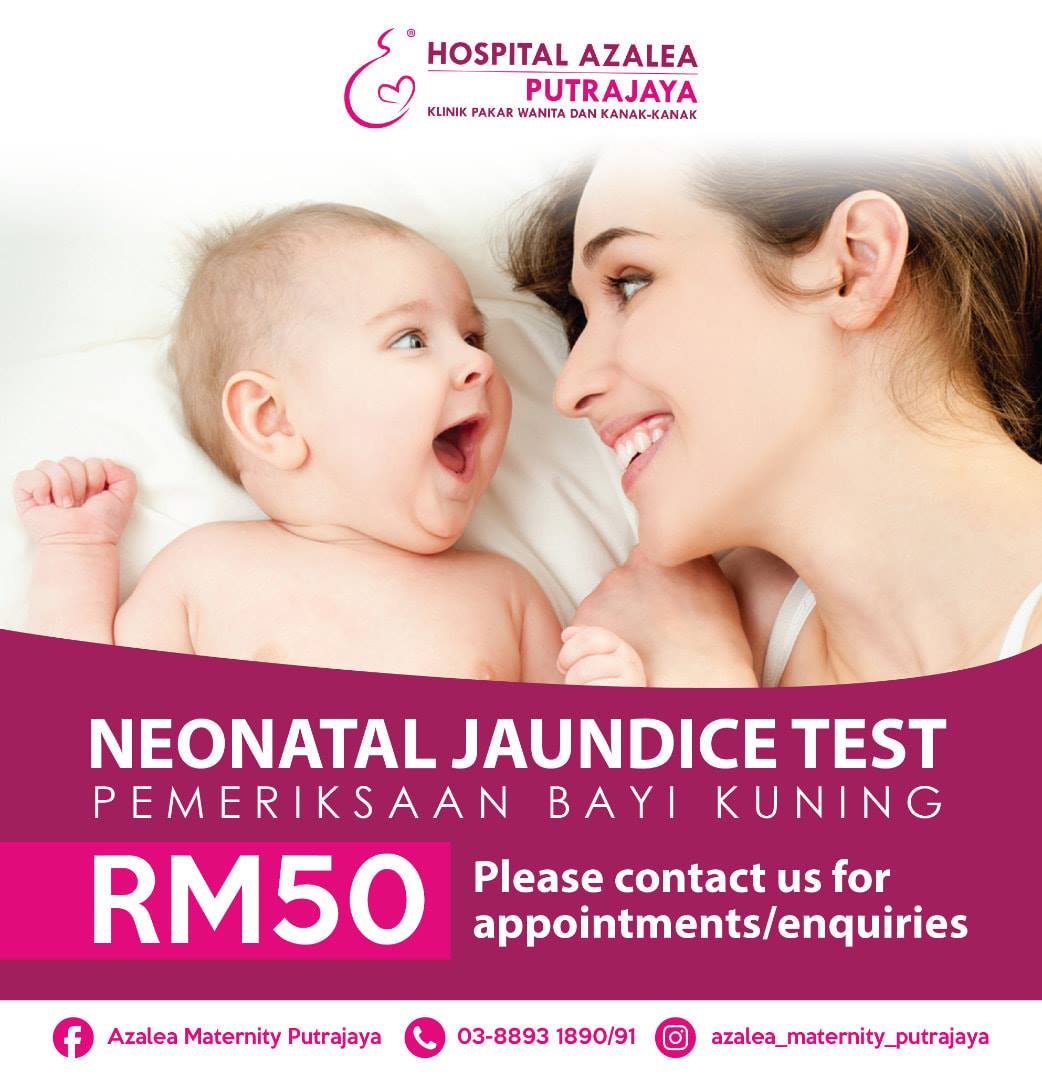 HOSPITAL AZALEA
PUTRAJAYA
KLINIK PAKAR WANITA DAN KANAK-KANAK
NEONATAL JAUNDICE TEST
PEMERIKSAAN BAYI KUNING
RM50
Please contact us for
appointments/enquiries
Azalea Maternity Putrajaya
03-8893 1890/91
azalea_maternity_putrajaya